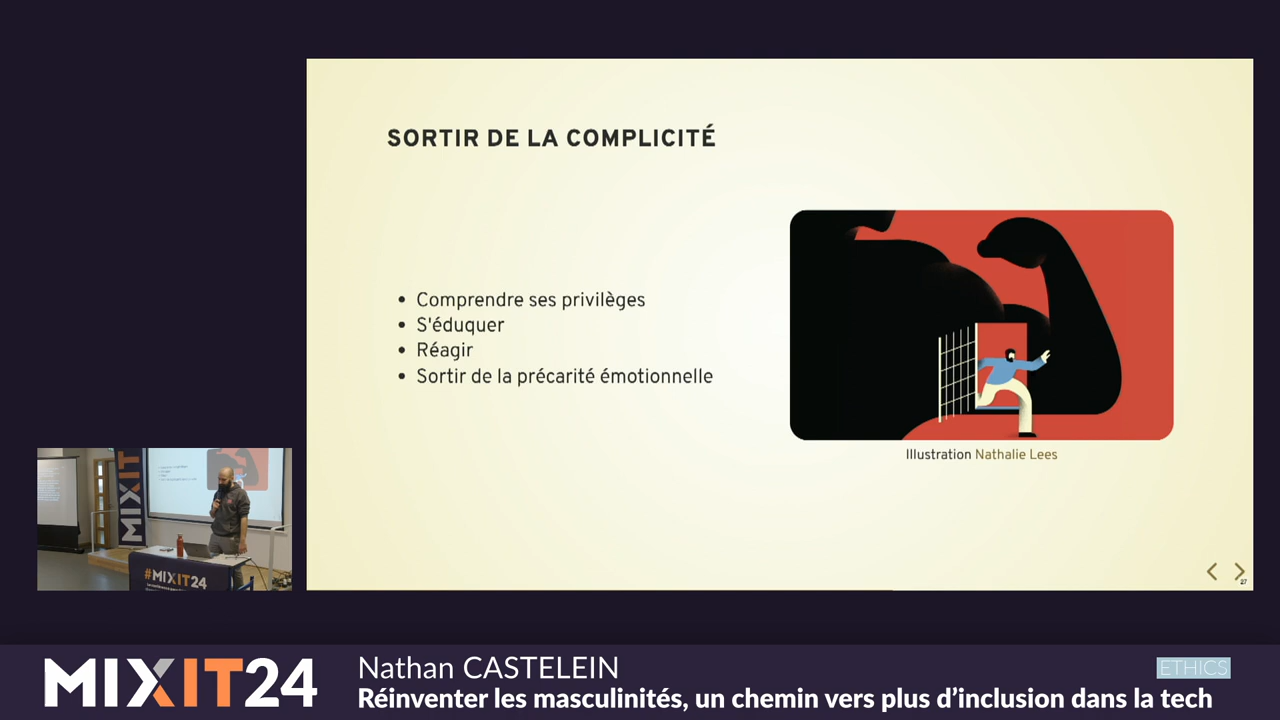 SORTIR DE LA COMPLICITÉ
• Comprendre ses privilèges
• S'éduquer
• Réagir
• Sortir de la précarité émotionnelle
Illustration Nathalie Lees
27
MIXIT
#MIXIT24
MIXIT24
Nathan CASTELEIN
ETHICS
Réinventer les masculinités, un chemin vers plus d’inclusion dans la tech